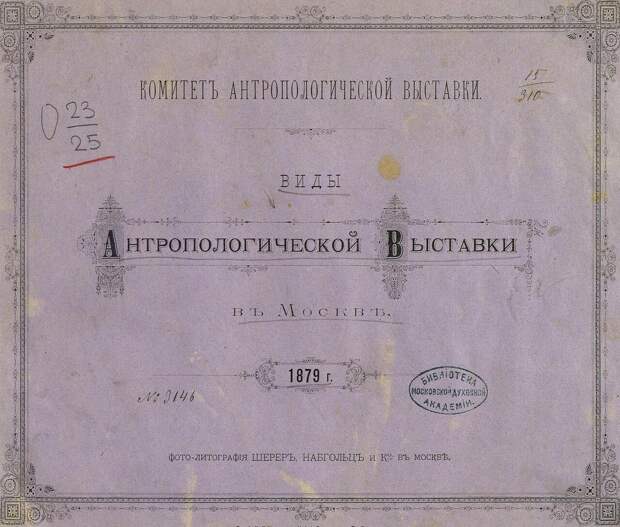 КОМИТЕТЪ АНТРОПОЛОГИЧЕСКОЙ ВЫСТАВКИ.
15
310
23
25
ВИДЫ
АНТРОПОЛОГИЧЕСКОЙ ВЫСТАВКИ
ВЪ МОСКВѢ,
1879 г.
№ 3146
БИБЛІОТЕКА
МОСКОВСКОЙ ДУХОВНОЙ
АКАДЕМІИ.
ФОТО-ЛИТОГРАФІЯ ШЕРЕРЪ, НАБГОЛЬЦЪ И Кº. ВЪ МОСКВѢ,